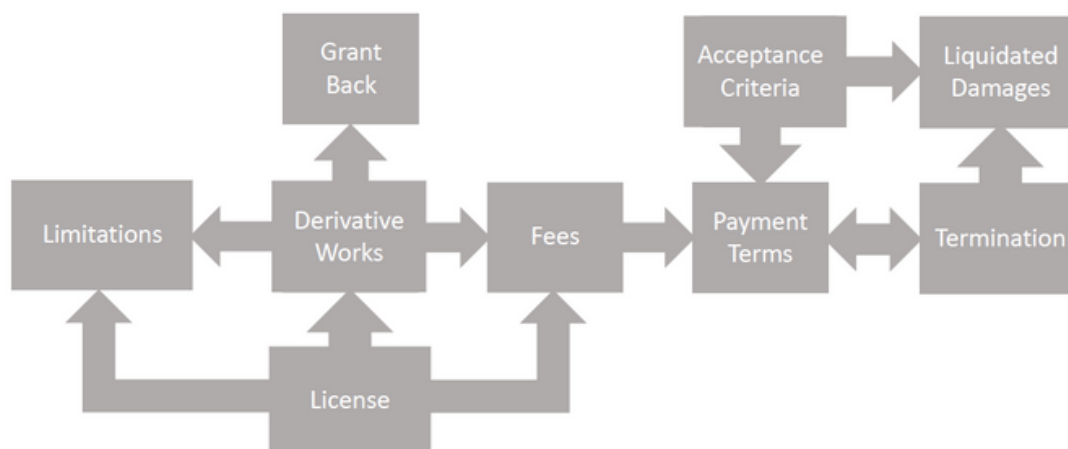 Grant
Back
Acceptance
Criteria
Liquidated
Damages
Limitations
Derivative
Works
Fees
Payment
Terms
Termination
License